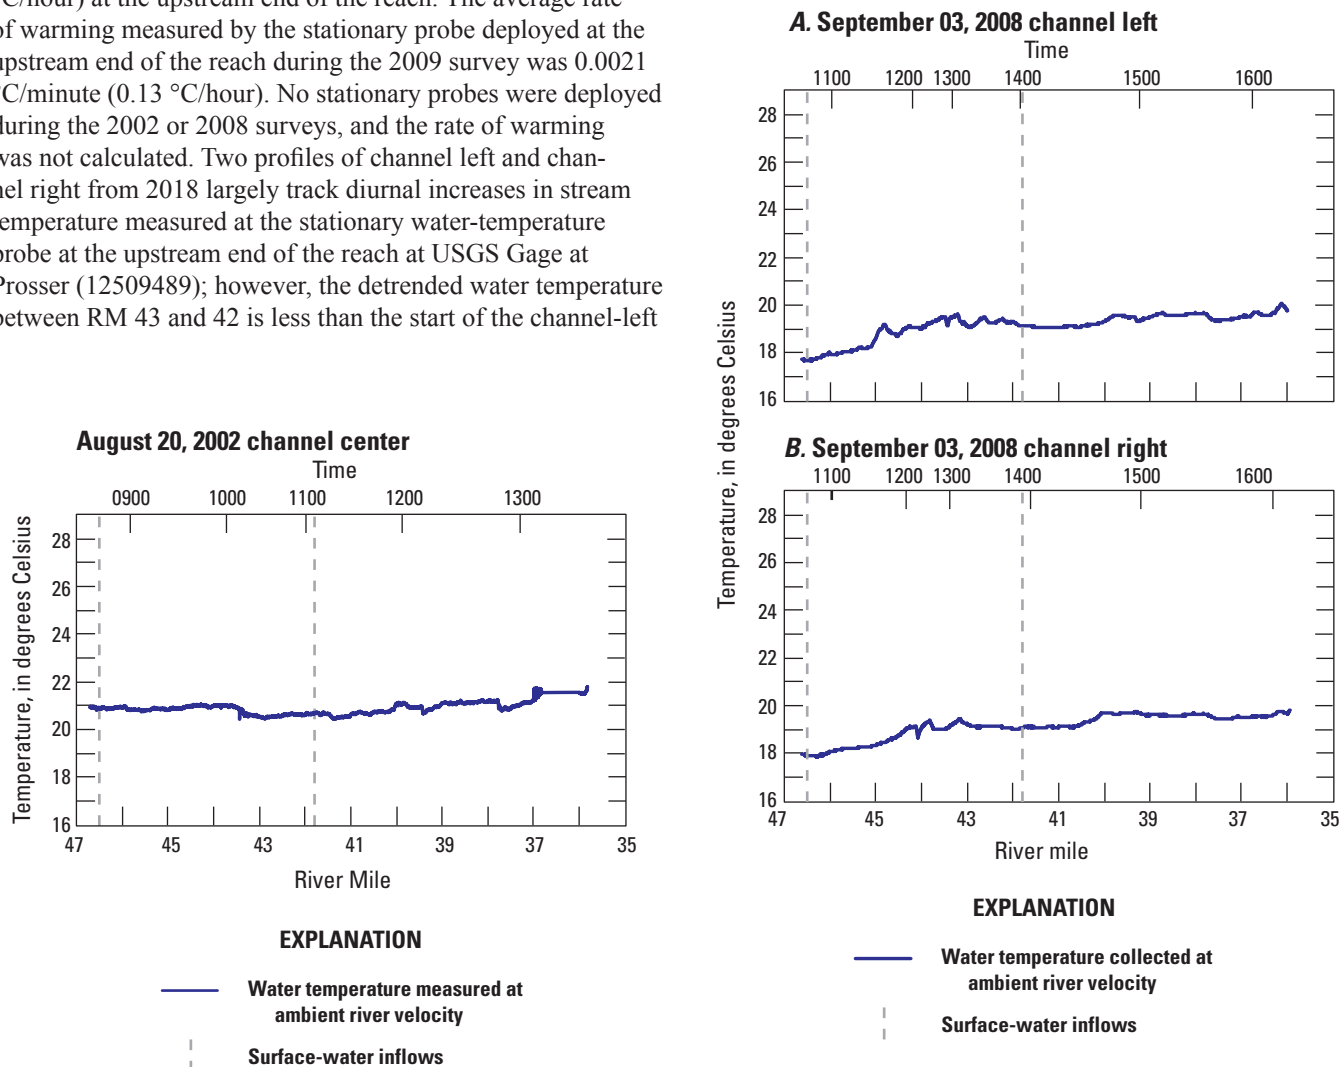 °C/hour) at the upstream end of the reach. The average rate
of warming measured by the stationary probe deployed at the
upstream end of the reach during the 2009 survey was 0.0021
°C/minute (0.13 °C/hour). No stationary probes were deployed
during the 2002 or 2008 surveys, and the rate of warming
was not calculated. Two profiles of channel left and chan-
nel right from 2018 largely track diurnal increases in stream
temperature measured at the stationary water-temperature
probe at the upstream end of the reach at USGS Gage at
Prosser (12509489); however, the detrended water temperature
between RM 43 and 42 is less than the start of the channel-left
August 20, 2002 channel center
Time
0900 1000 1100 1200 1300
Temperature, in degrees Celsius
28
26
24
22
20
18
16
47 45 43 41 39 37 35
River Mile
EXPLANATION
Water temperature measured at
ambient river velocity
Surface-water inflows
A. September 03, 2008 channel left
Time
1100 1200 1300 1400 1500 1600
28
26
24
22
20
18
16
Temperature, in degrees Celsius
B. September 03, 2008 channel right
1100 1200 1300 1400 1500 1600
28
26
24
22
20
18
16
47 45 43 41 39 37 35
River mile
EXPLANATION
Water temperature collected at
ambient river velocity
Surface-water inflows